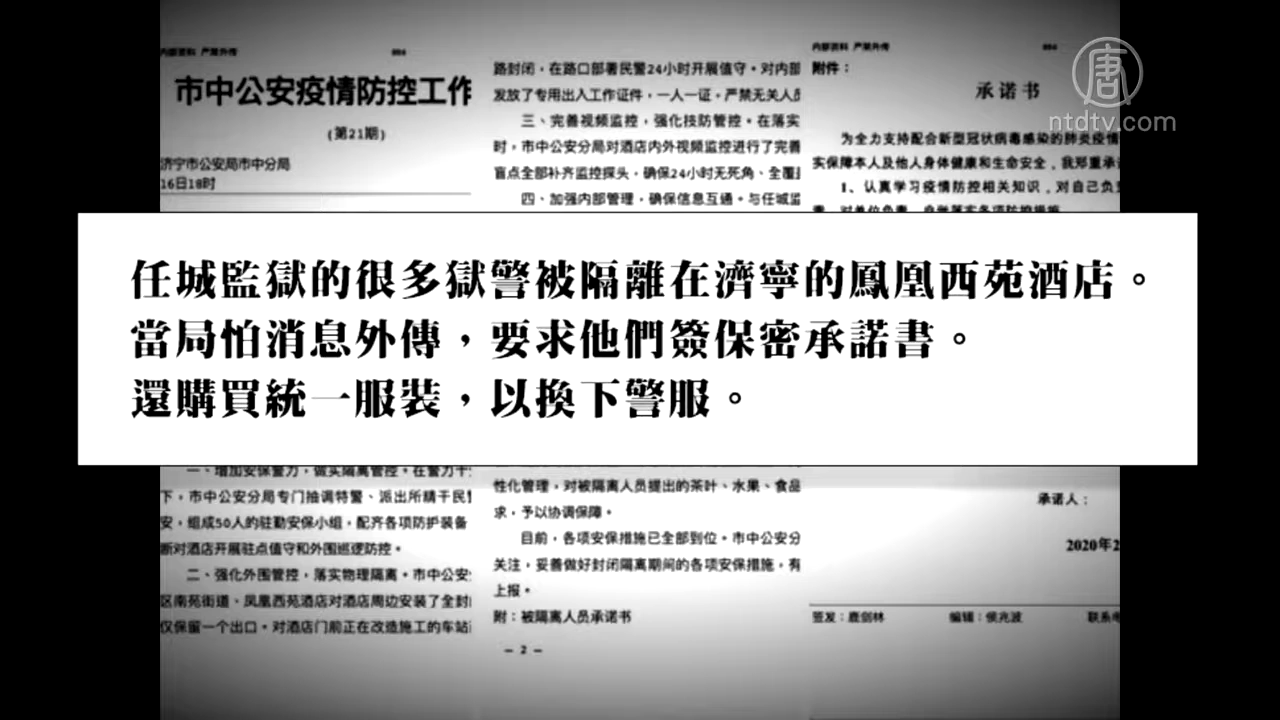 内部资料 严禁外传
市中公安疫情防控工作
(第21期)
济宁市公安局市中分局
16日18时
路封闭，在路口部署民警24小时开展值守。对内部
发放了专用出入工作证件，一人一证，严禁无关人员
三、完善视频监控，强化技防管控。在落实
时，市中公安分局对酒店内外视频监控进行了完善
盲点全部补齐监控探头，确保24小时无死角、全覆盖
四、加强内部管理，确保信息互通。与任城监
内部资料 严禁外传
附件：
承诺书
为全力支持配合新型冠状病毒感染的肺炎疫情
实保障本人及他人身体健康和生命安全，我郑重承诺
1、认真学习疫情防控相关知识，对自己负责
唐
ntdtv.com
任城監獄的很多獄警被隔離在濟寧的鳳凰西苑酒店。
當局怕消息外傳，要求他們簽保密承諾書。
還購買統一服裝，以換下警服。
一、增加安保警力，做实隔离管控。在警力十分
下，市中公安分局专门抽调特警、派出所精干民警
安，组成50人的驻勤安保小组，配齐各项防护装备
断对酒店开展驻点值守和外围巡逻防控。
二、强化外围管控，落实物理隔离。市中公安
区南苑街道、凤凰西苑酒店对酒店周边安装了全封
仅保留一个出口。对酒店门前正在改造施工的车站
性化管理，对被隔离人员提出的茶叶、水果、食品
求，予以协调保障。
目前，各项安保措施已全部到位。市中公安分
关注，妥善做好封闭隔离期间的各项安保措施，有
上报。
附：被隔离人员承诺书
— 2 —
承诺人：
2020年2
签发：鹿剑林
编辑：侯兆波
联系电